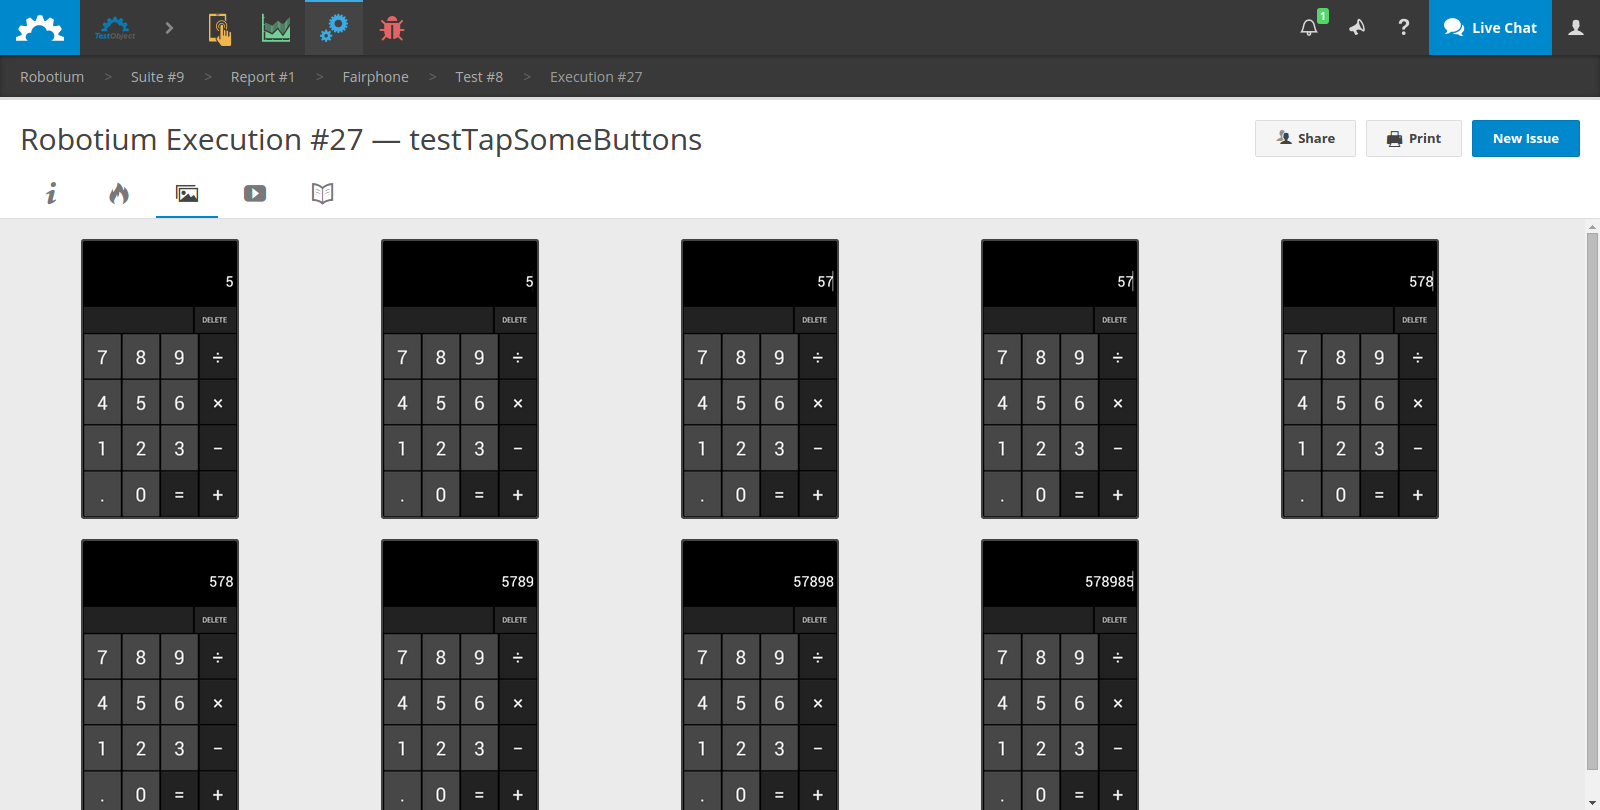 TestObject
1
?
Live Chat
Robotium > Suite #9 > Report #1 > Fairphone > Test #8 > Execution #27
Robotium Execution #27 — testTapSomeButtons
Share
Print
New Issue
i
5
DELETE
7 8 9 ÷
4 5 6 ×
1 2 3 −
. 0 = +
5
DELETE
7 8 9 ÷
4 5 6 ×
1 2 3 −
. 0 = +
57
DELETE
7 8 9 ÷
4 5 6 ×
1 2 3 −
. 0 = +
57
DELETE
7 8 9 ÷
4 5 6 ×
1 2 3 −
. 0 = +
578
DELETE
7 8 9 ÷
4 5 6 ×
1 2 3 −
. 0 = +
578
DELETE
7 8 9 ÷
4 5 6 ×
1 2 3 −
. 0 = +
5789
DELETE
7 8 9 ÷
4 5 6 ×
1 2 3 −
. 0 = +
57898
DELETE
7 8 9 ÷
4 5 6 ×
1 2 3 −
. 0 = +
578985
DELETE
7 8 9 ÷
4 5 6 ×
1 2 3 −
. 0 = +